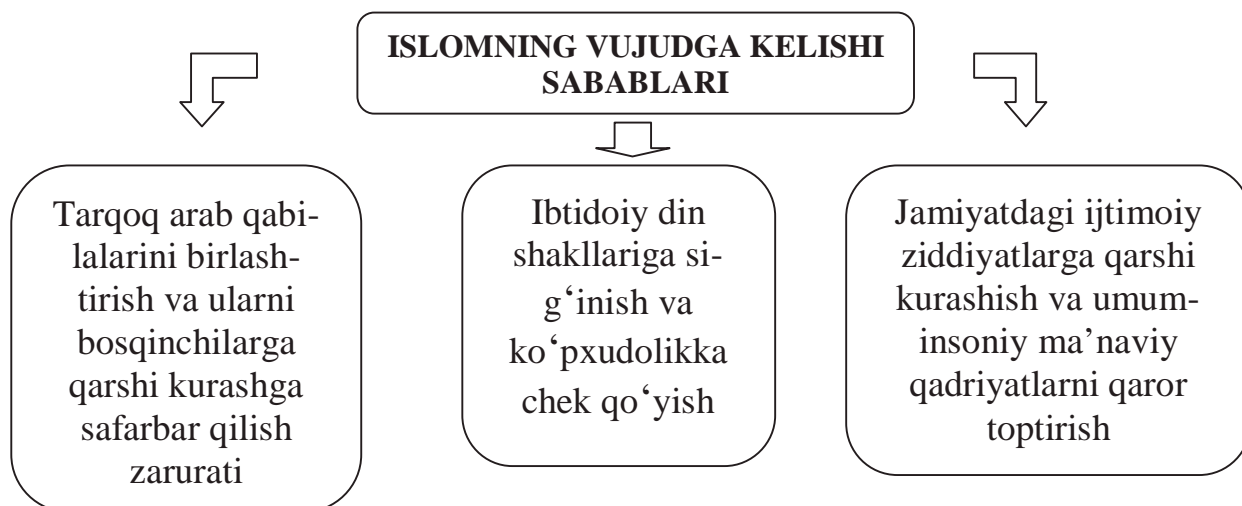 ISLOMNING VUJUDGA KELISHI
SABABLARI
Tarqoq arab qabi-
lalarini birlash-
tirish va ularni
bosqinchilarga
qarshi kurashga
safarbar qilish
zarurati
Ibtidoiy din
shakllariga si-
g‘inish va
ko‘pxudolikka
chek qo‘yish
Jamiyatdagi ijtimoiy
ziddiyatlarga qarshi
kurashish va umum-
insoniy ma’naviy
qadriyatlarni qaror
toptirish